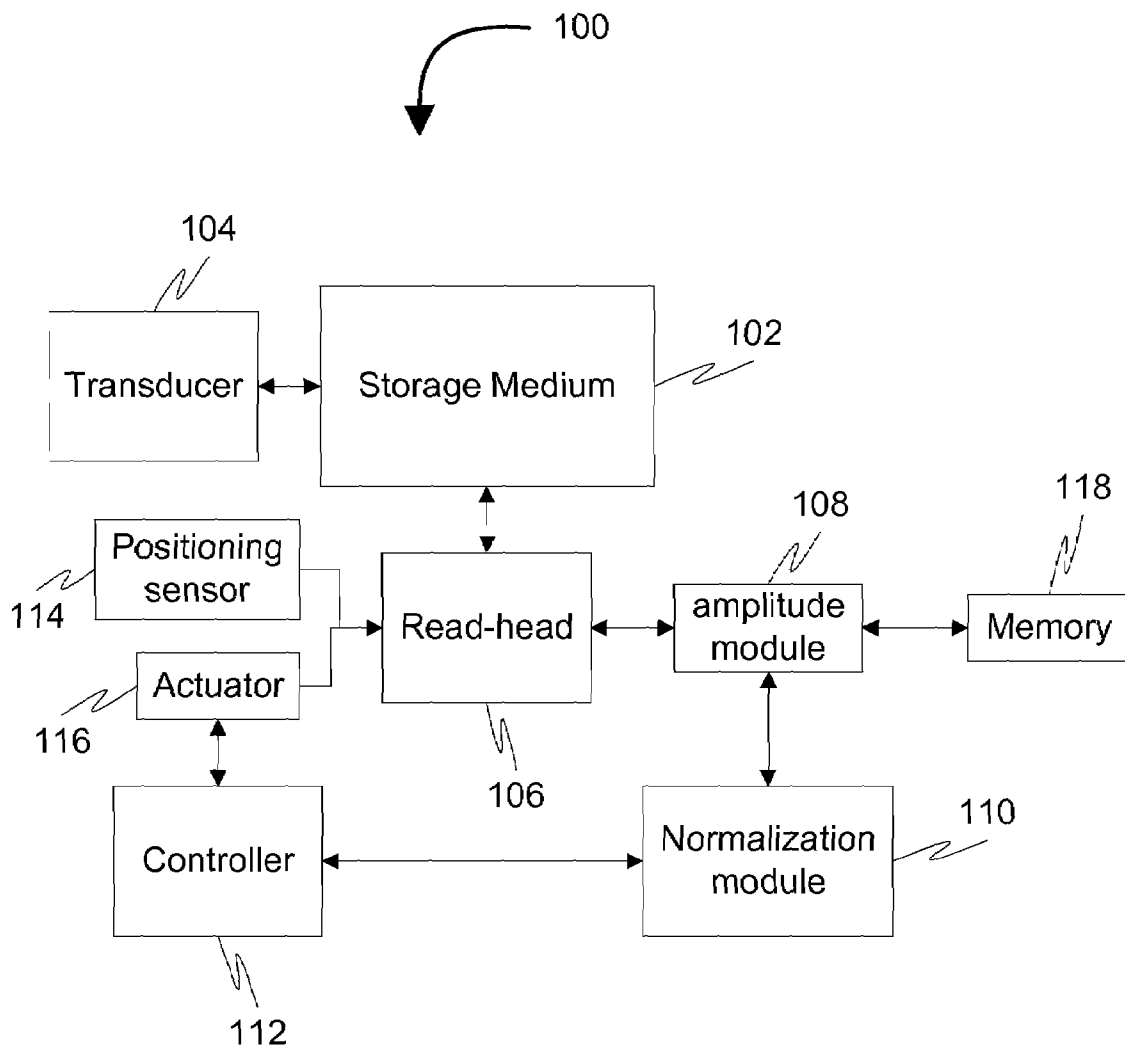 100
104
Transducer
Storage Medium
102
108
118
Positioning
sensor
114
Read-head
amplitude
module
Memory
Actuator
116
106
Controller
Normalization
module
110
112